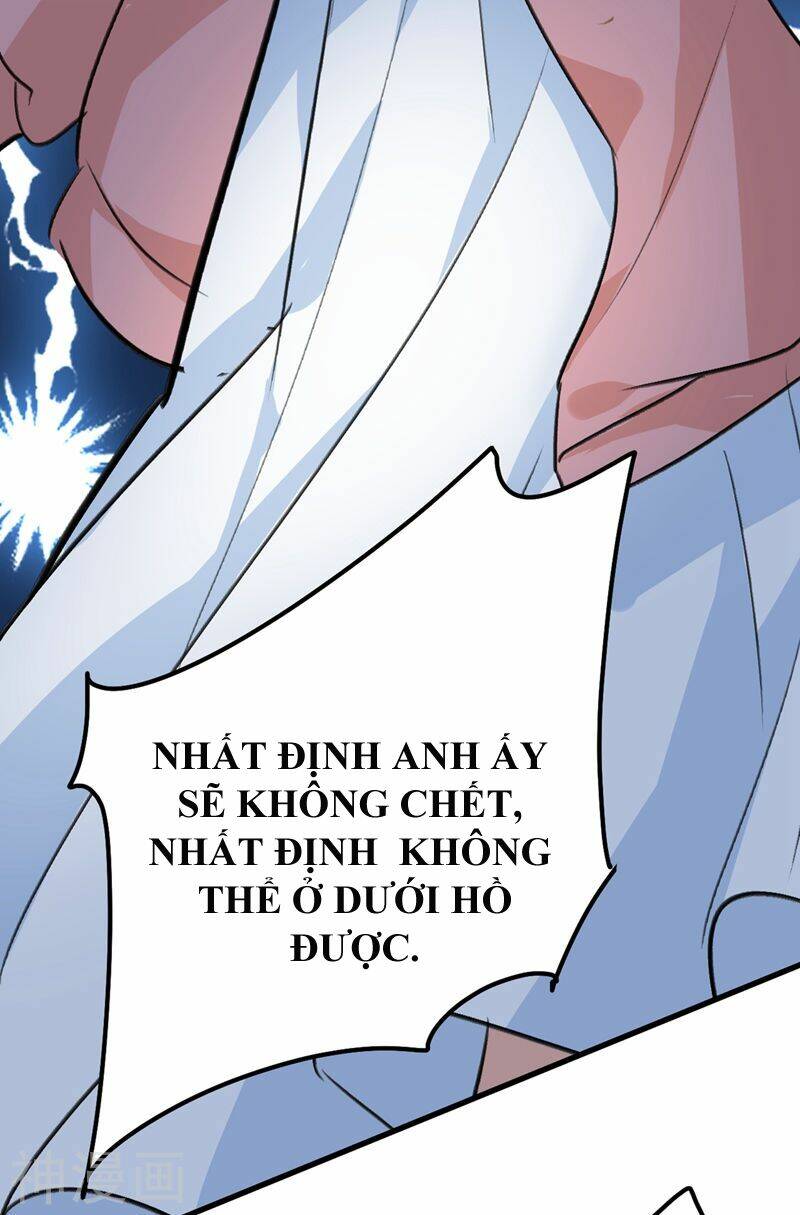 NHẤT ĐỊNH ANH ẤY
SẼ KHÔNG CHẾT,
NHẤT ĐỊNH KHÔNG
THỂ Ở DƯỚI HỒ
ĐƯỢC.
神漫画